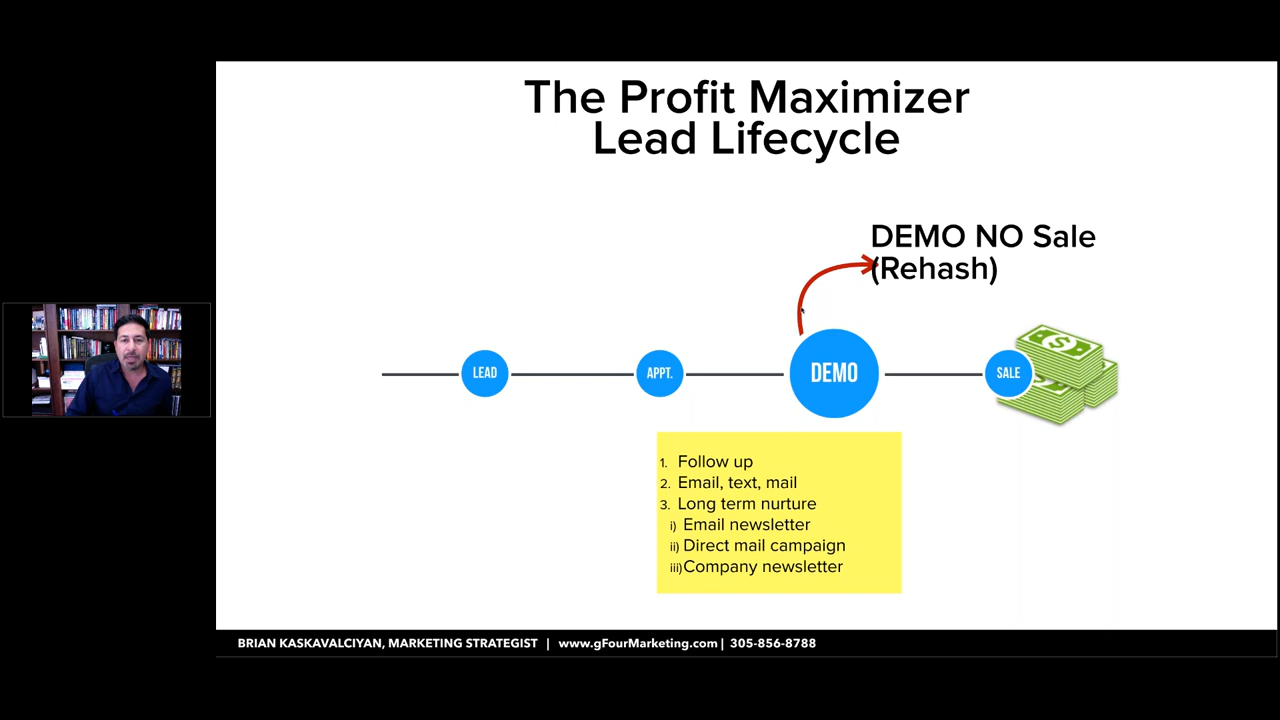 The Profit Maximizer
Lead Lifecycle
DEMO NO Sale
(Rehash)
LEAD
APPT.
DEMO
SALE
1. Follow up
2. Email, text, mail
3. Long term nurture
i) Email newsletter
ii) Direct mail campaign
iii)Company newsletter
BRIAN KASKAVALCIYAN, MARKETING STRATEGIST | www.gFourMarketing.com | 305-856-8788